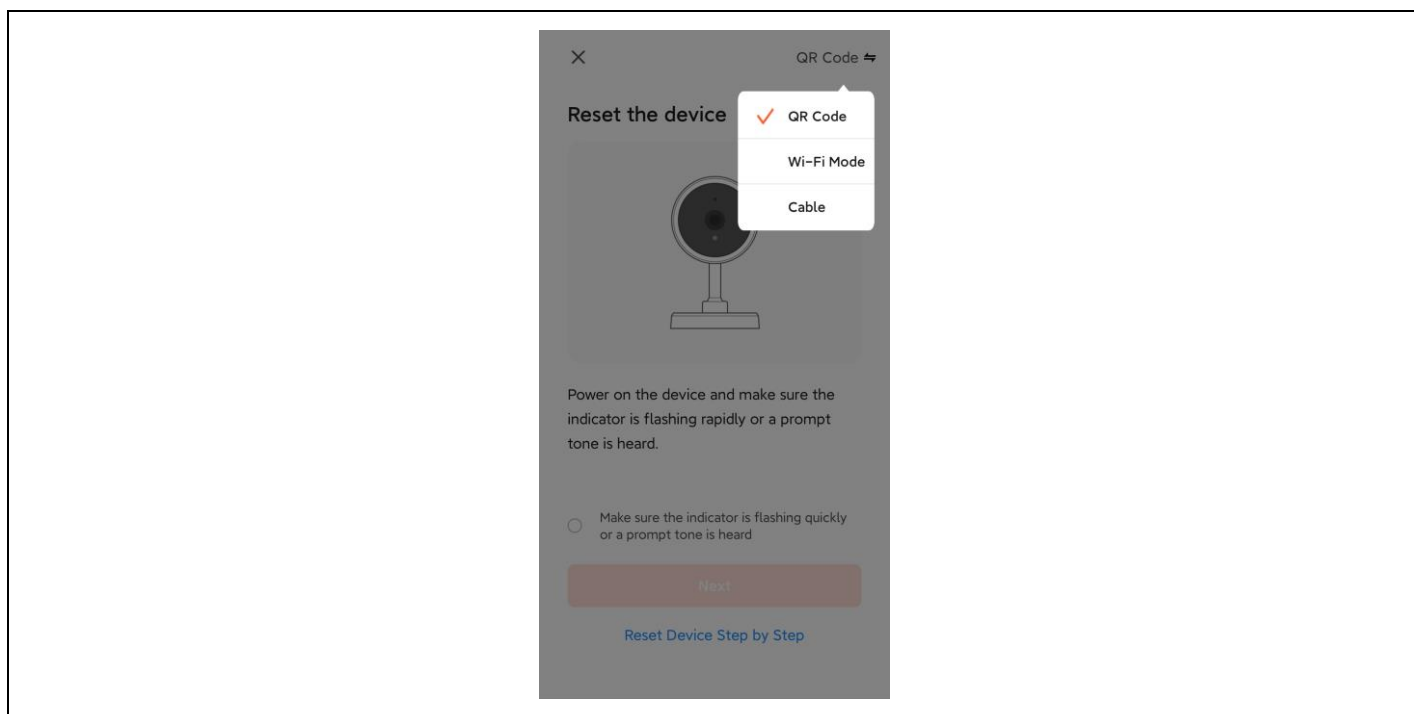 QR Code
Reset the device
QR Code
Wi-Fi Mode
Cable
Power on the device and make sure the
indicator is flashing rapidly or a prompt
tone is heard.
Make sure the indicator is flashing quickly
or a prompt tone is heard
Next
Reset Device Step by Step